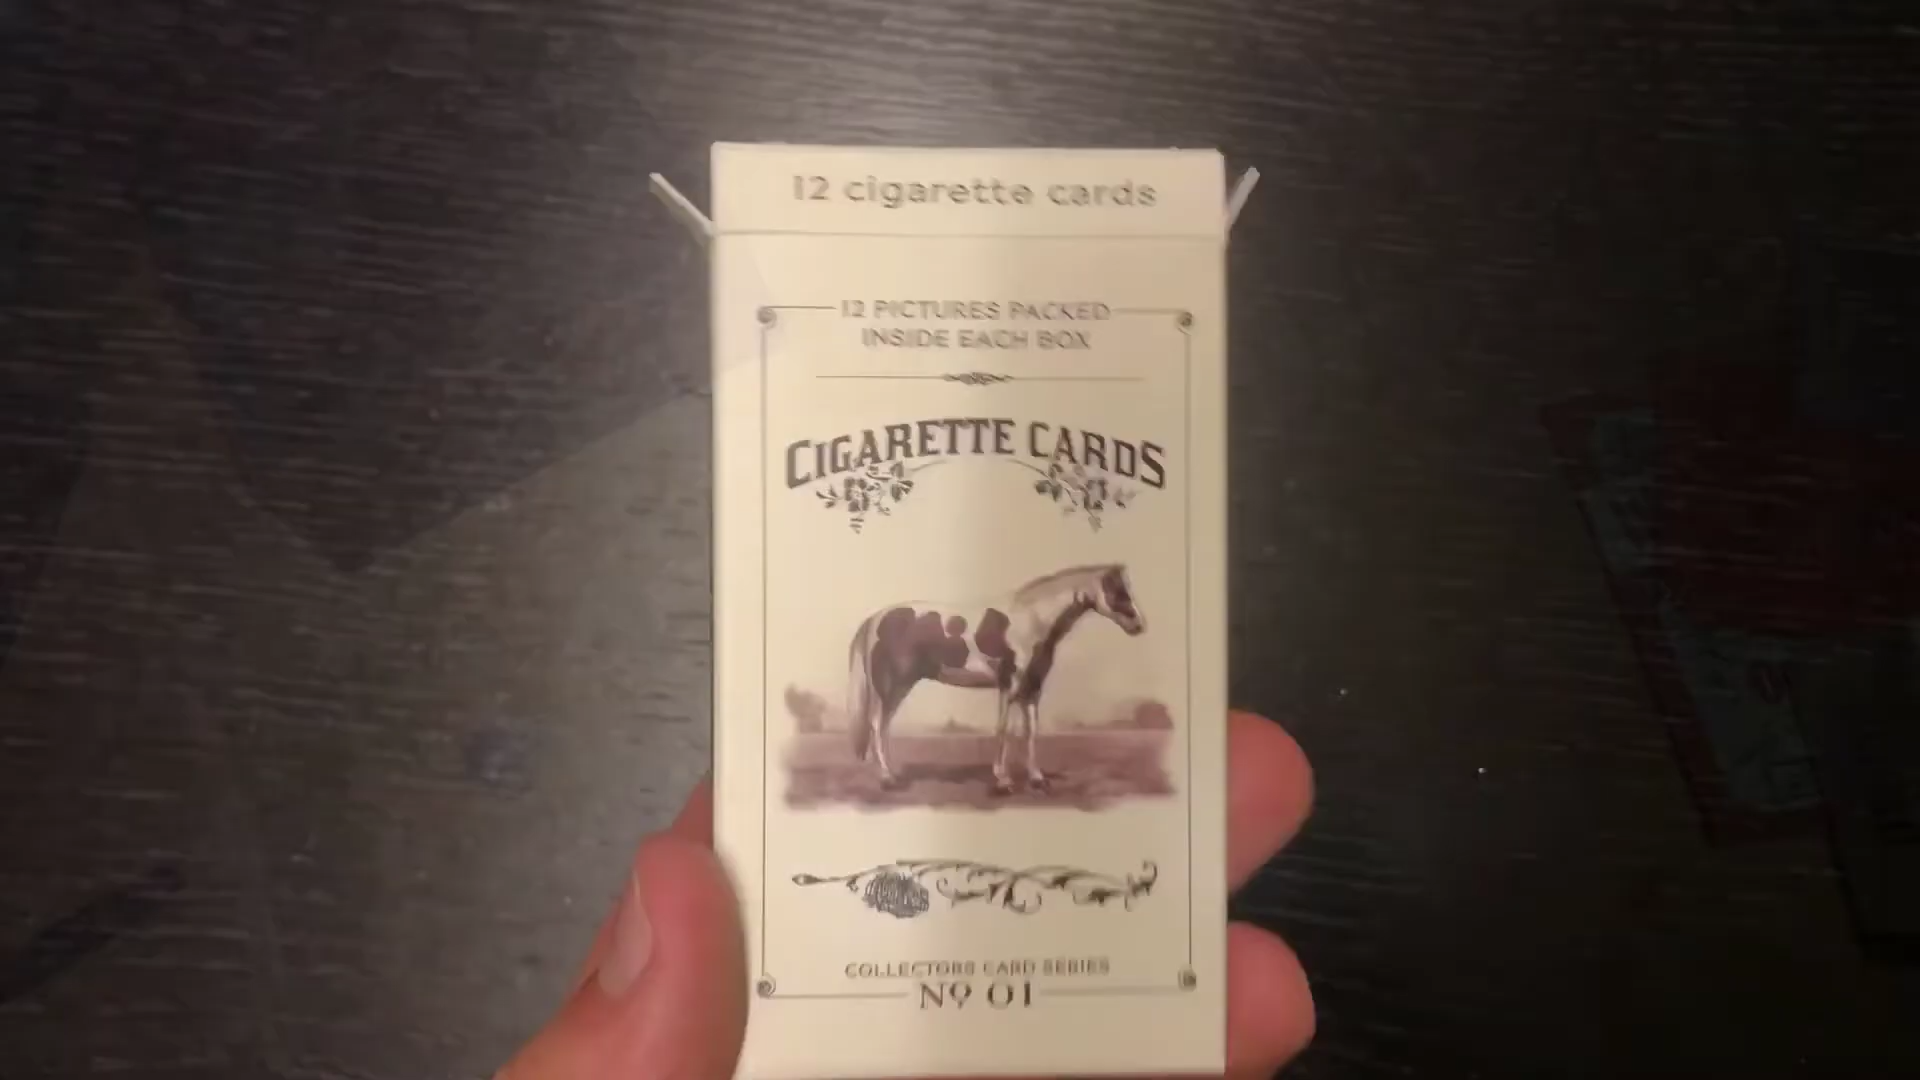 12 cigarette cards
12 PICTURES PACKED
INSIDE EACH BOX
CIGARETTE CARDS
COLLECTORS CARD SERIES
Nº 01